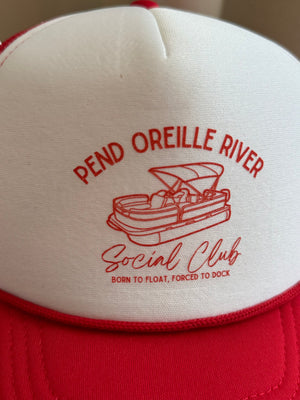 PEND OREILLE RIVER
Social Club
BORN TO FLOAT, FORCED TO DOCK